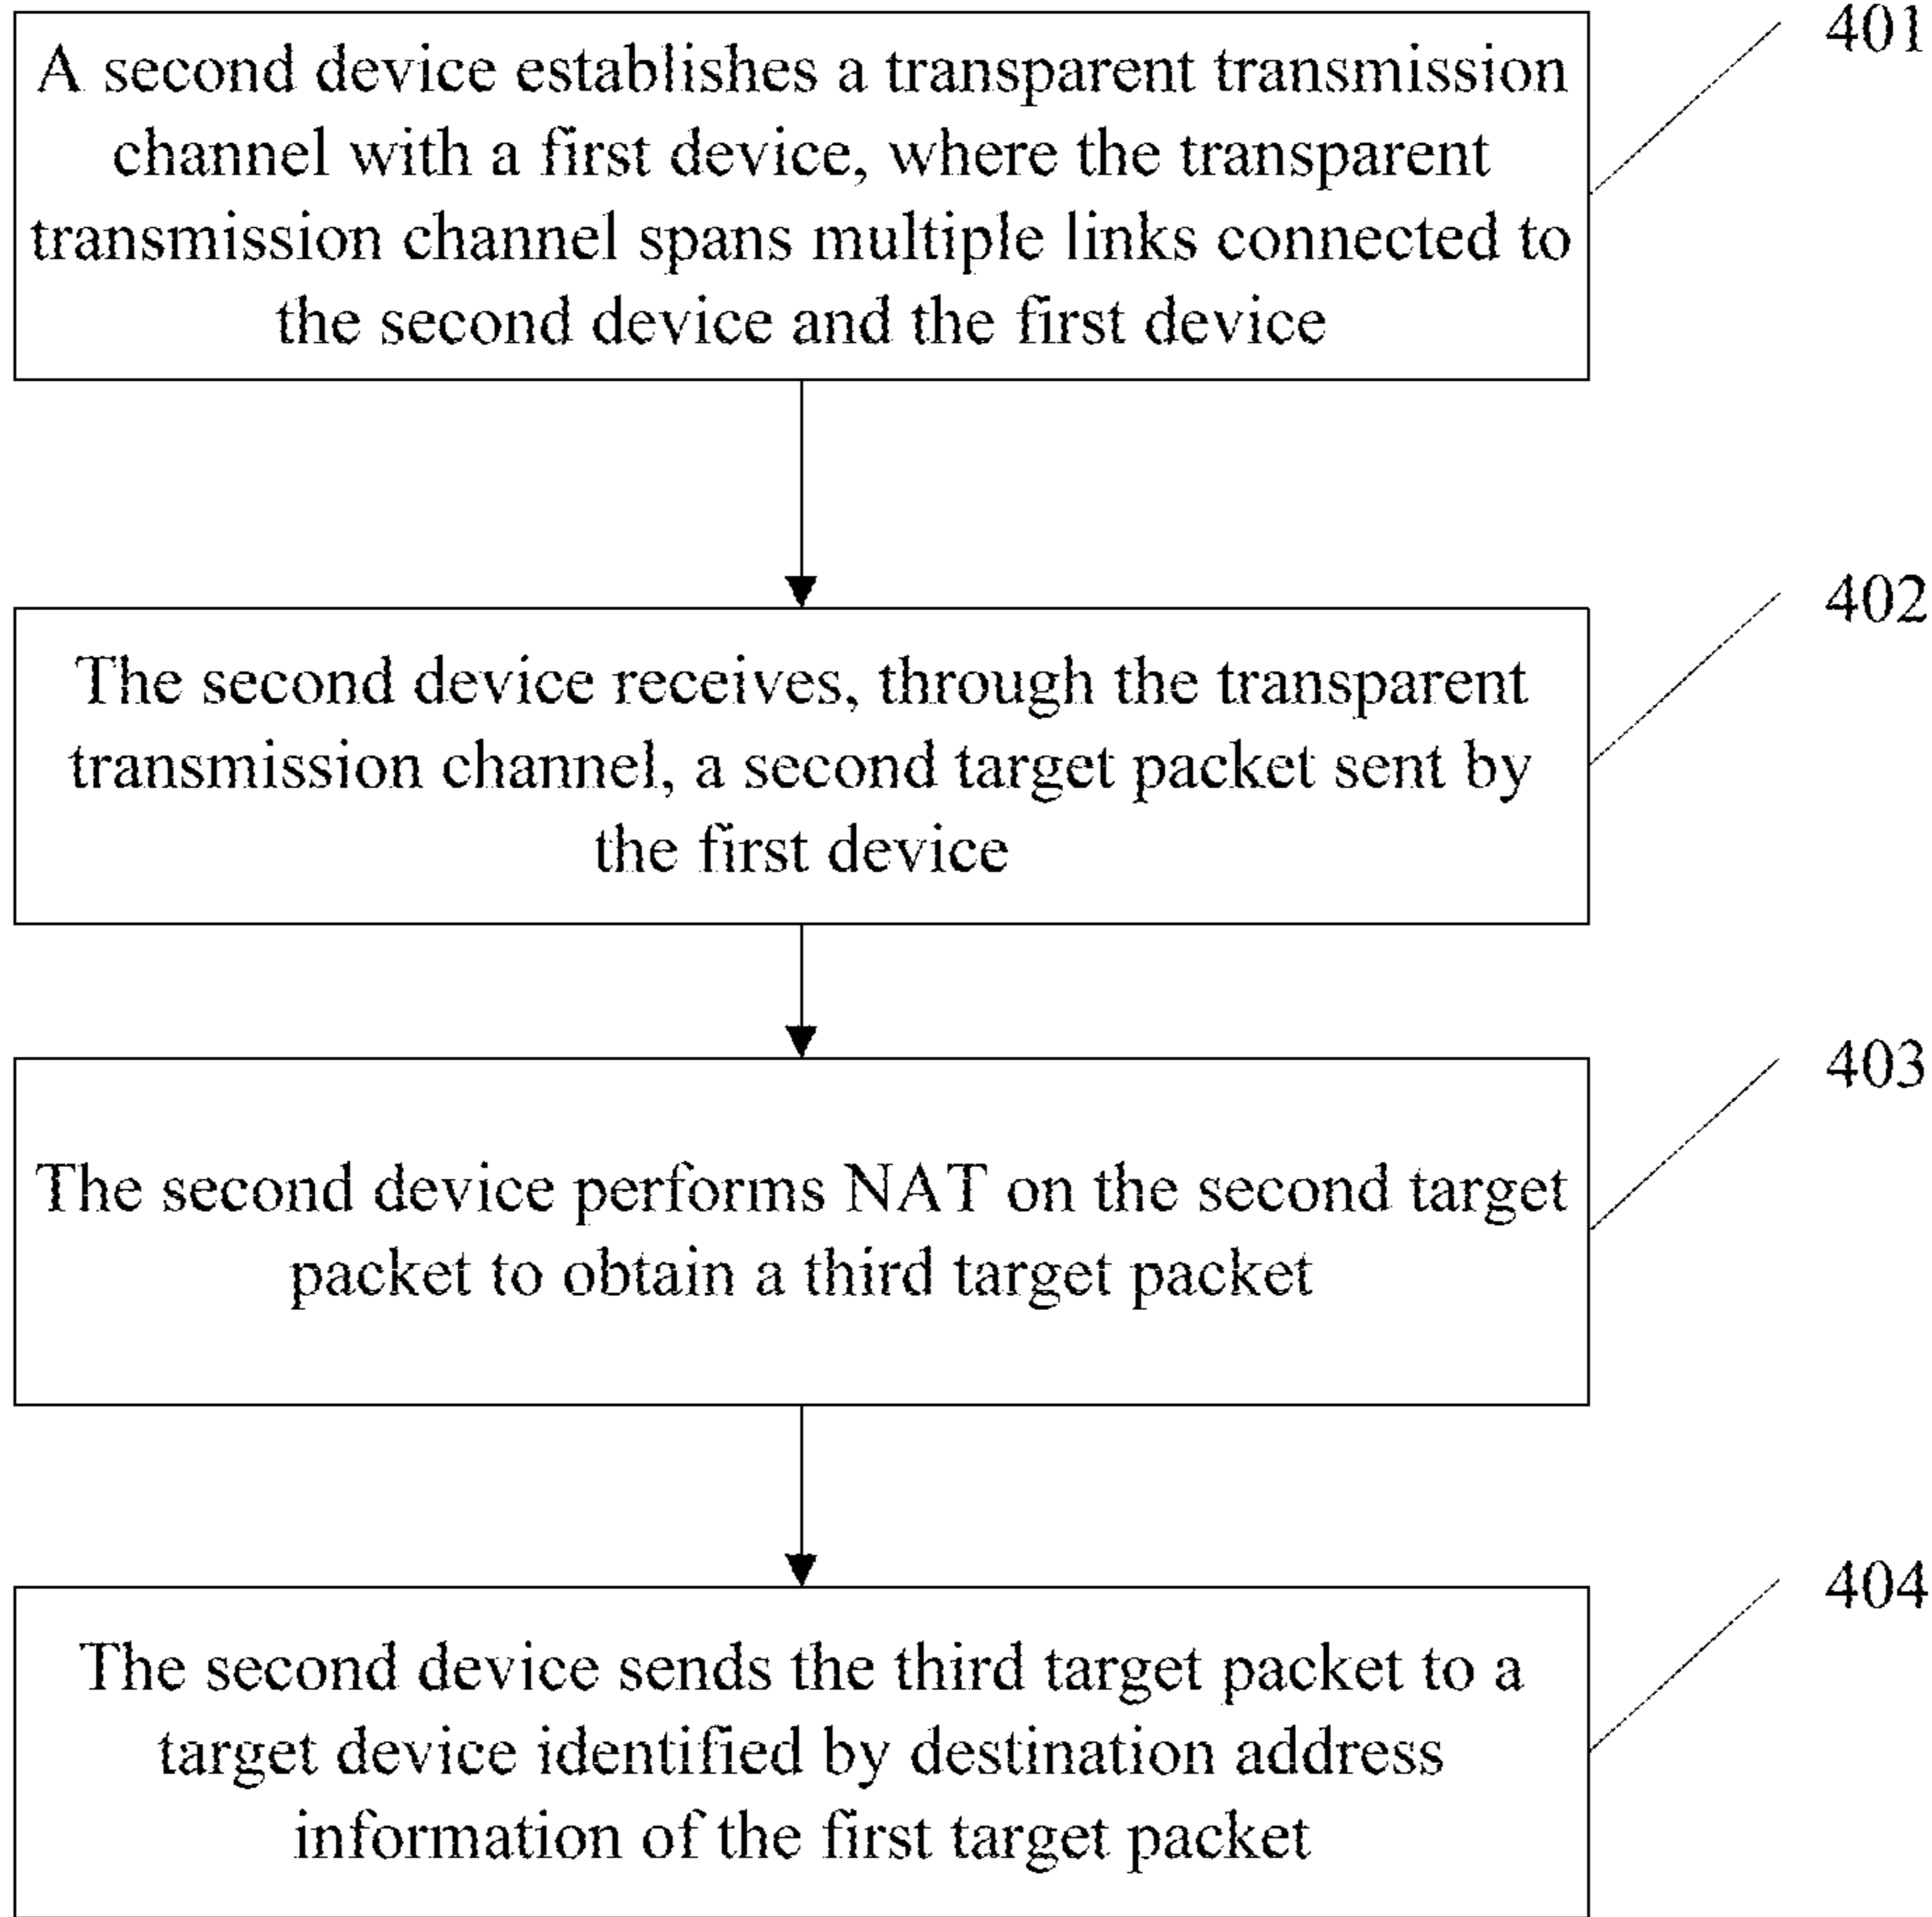 401
A second device establishes a transparent transmission
channel with a first device, where the transparent
transmission channel spans multiple links connected to
the second device and the first device
402
The second device receives, through the transparent
transmission channel, a second target packet sent by
the first device
403
The second device performs NAT on the second target
packet to obtain a third target packet
404
The second device sends the third target packet to a
target device identified by destination address
information of the first target packet